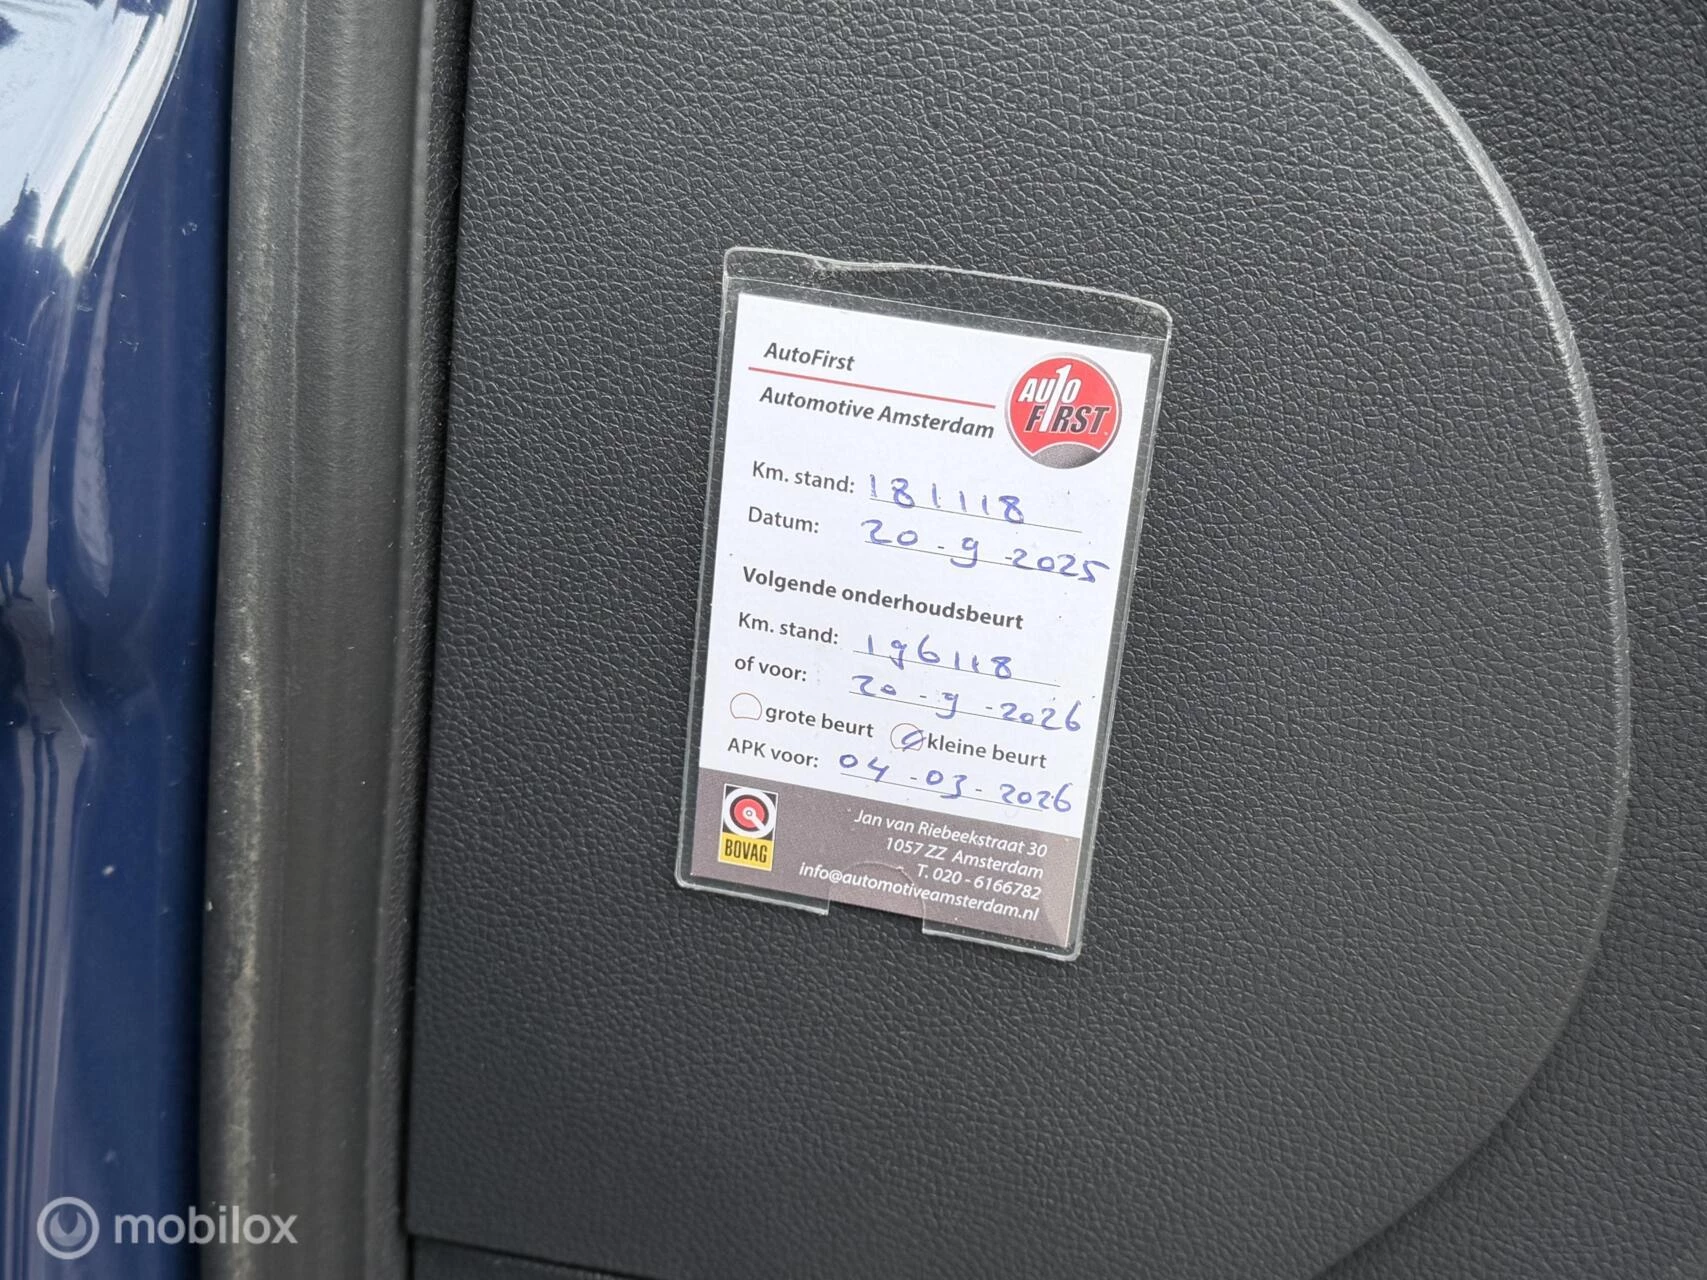 AutoFirst
Automotive Amsterdam
AUTO
FIRST
Km. stand: 181118
Datum: 20-9-2025
Volgende onderhoudsbeurt
Km. stand: 196118
of voor: 20-9-2026
grote beurt kleine beurt
APK voor: 04-03-2026
BOVAG
Jan van Riebeekstraat 30
1057 ZZ Amsterdam
T. 020 - 6166782
info@automotiveamsterdam.nl
mobilox